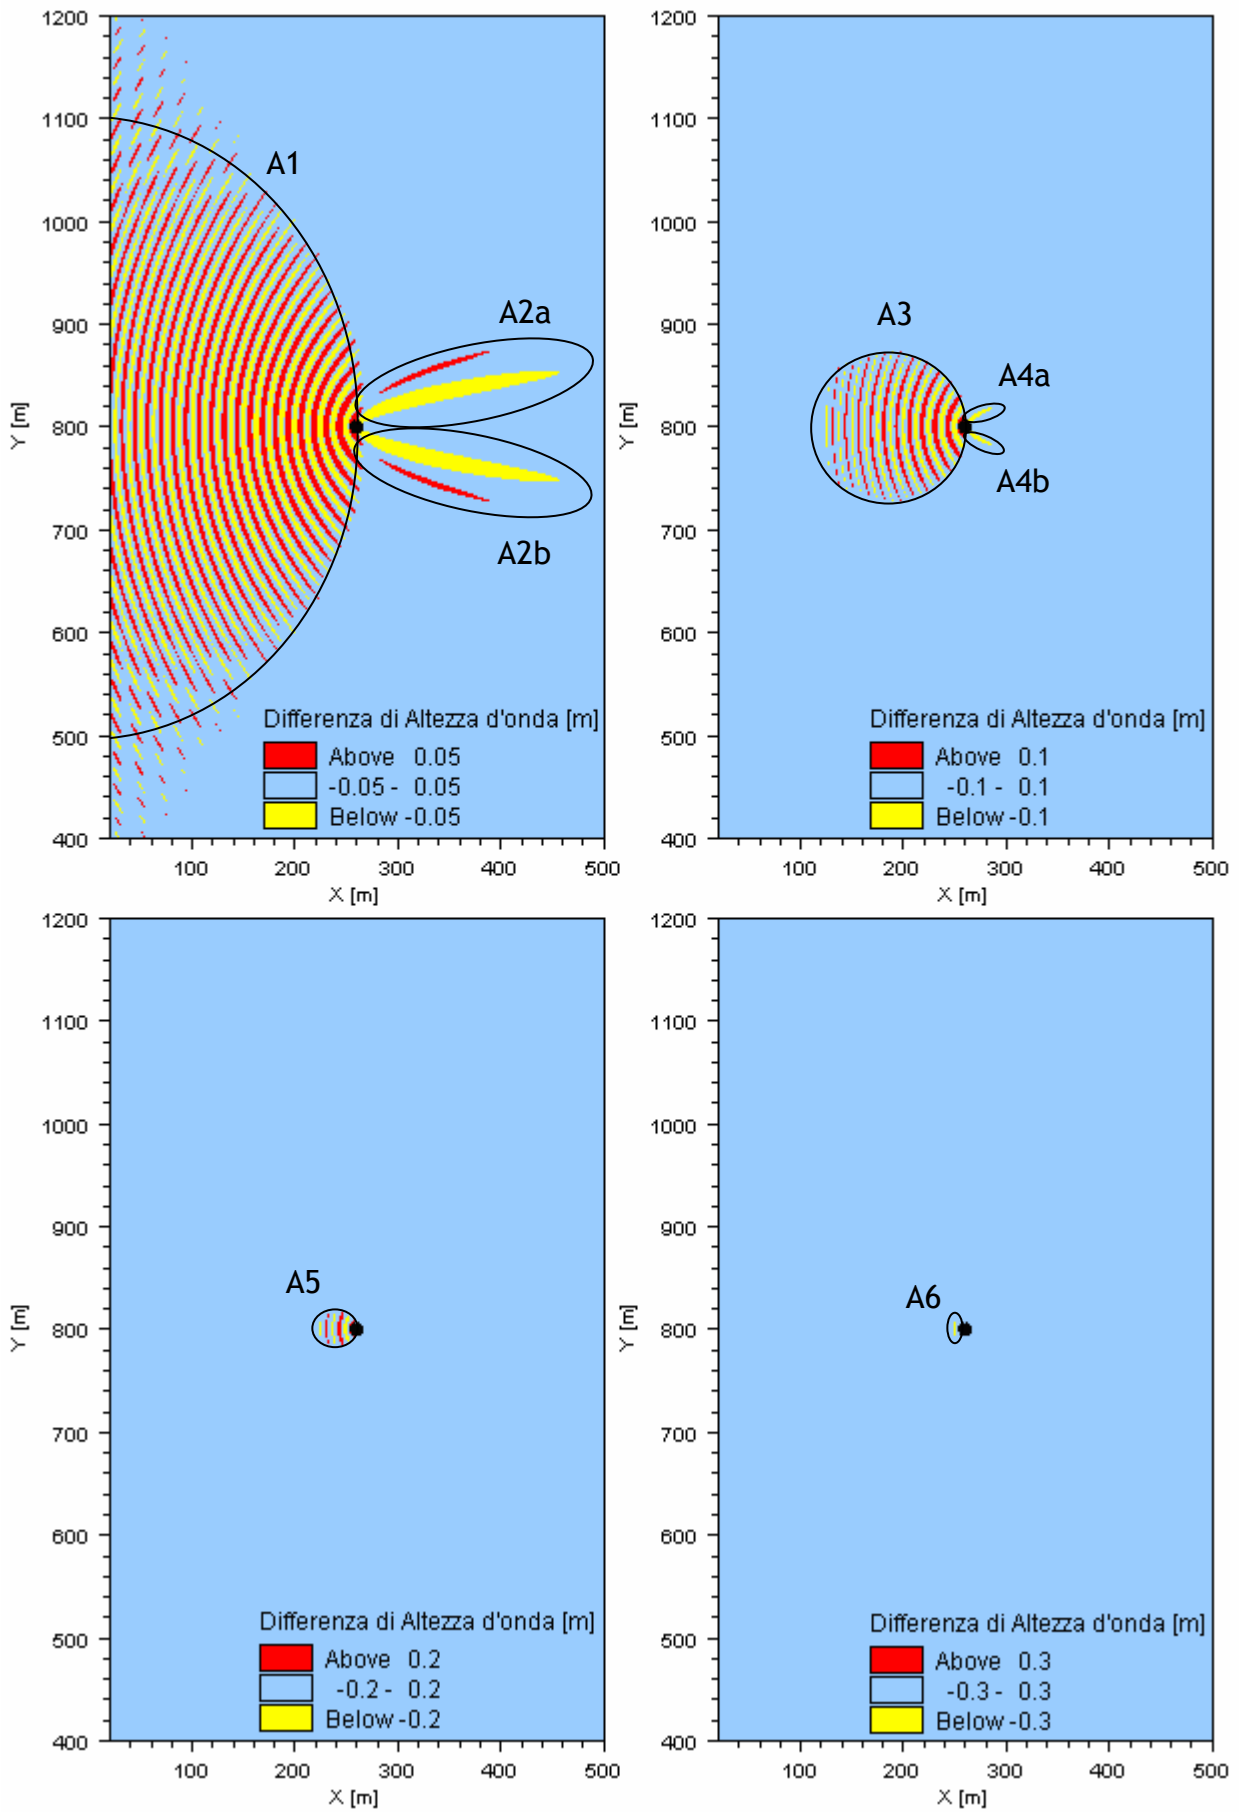 1200
1100
1000
900
800
700
600
500
400
Y [m]
A1
A2a
A2b
Differenza di Altezza d'onda [m]
Above 0.05
-0.05 - 0.05
Below -0.05
100 200 300 400 500
X [m]
1200
1100
1000
900
800
700
600
500
400
Y [m]
A3
A4a
A4b
Differenza di Altezza d'onda [m]
Above 0.1
-0.1 - 0.1
Below -0.1
100 200 300 400 500
X [m]
1200
1100
1000
900
800
700
600
500
400
Y [m]
A5
Differenza di Altezza d'onda [m]
Above 0.2
-0.2 - 0.2
Below -0.2
100 200 300 400 500
X [m]
1200
1100
1000
900
800
700
600
500
400
Y [m]
A6
Differenza di Altezza d'onda [m]
Above 0.3
-0.3 - 0.3
Below -0.3
100 200 300 400 500
X [m]